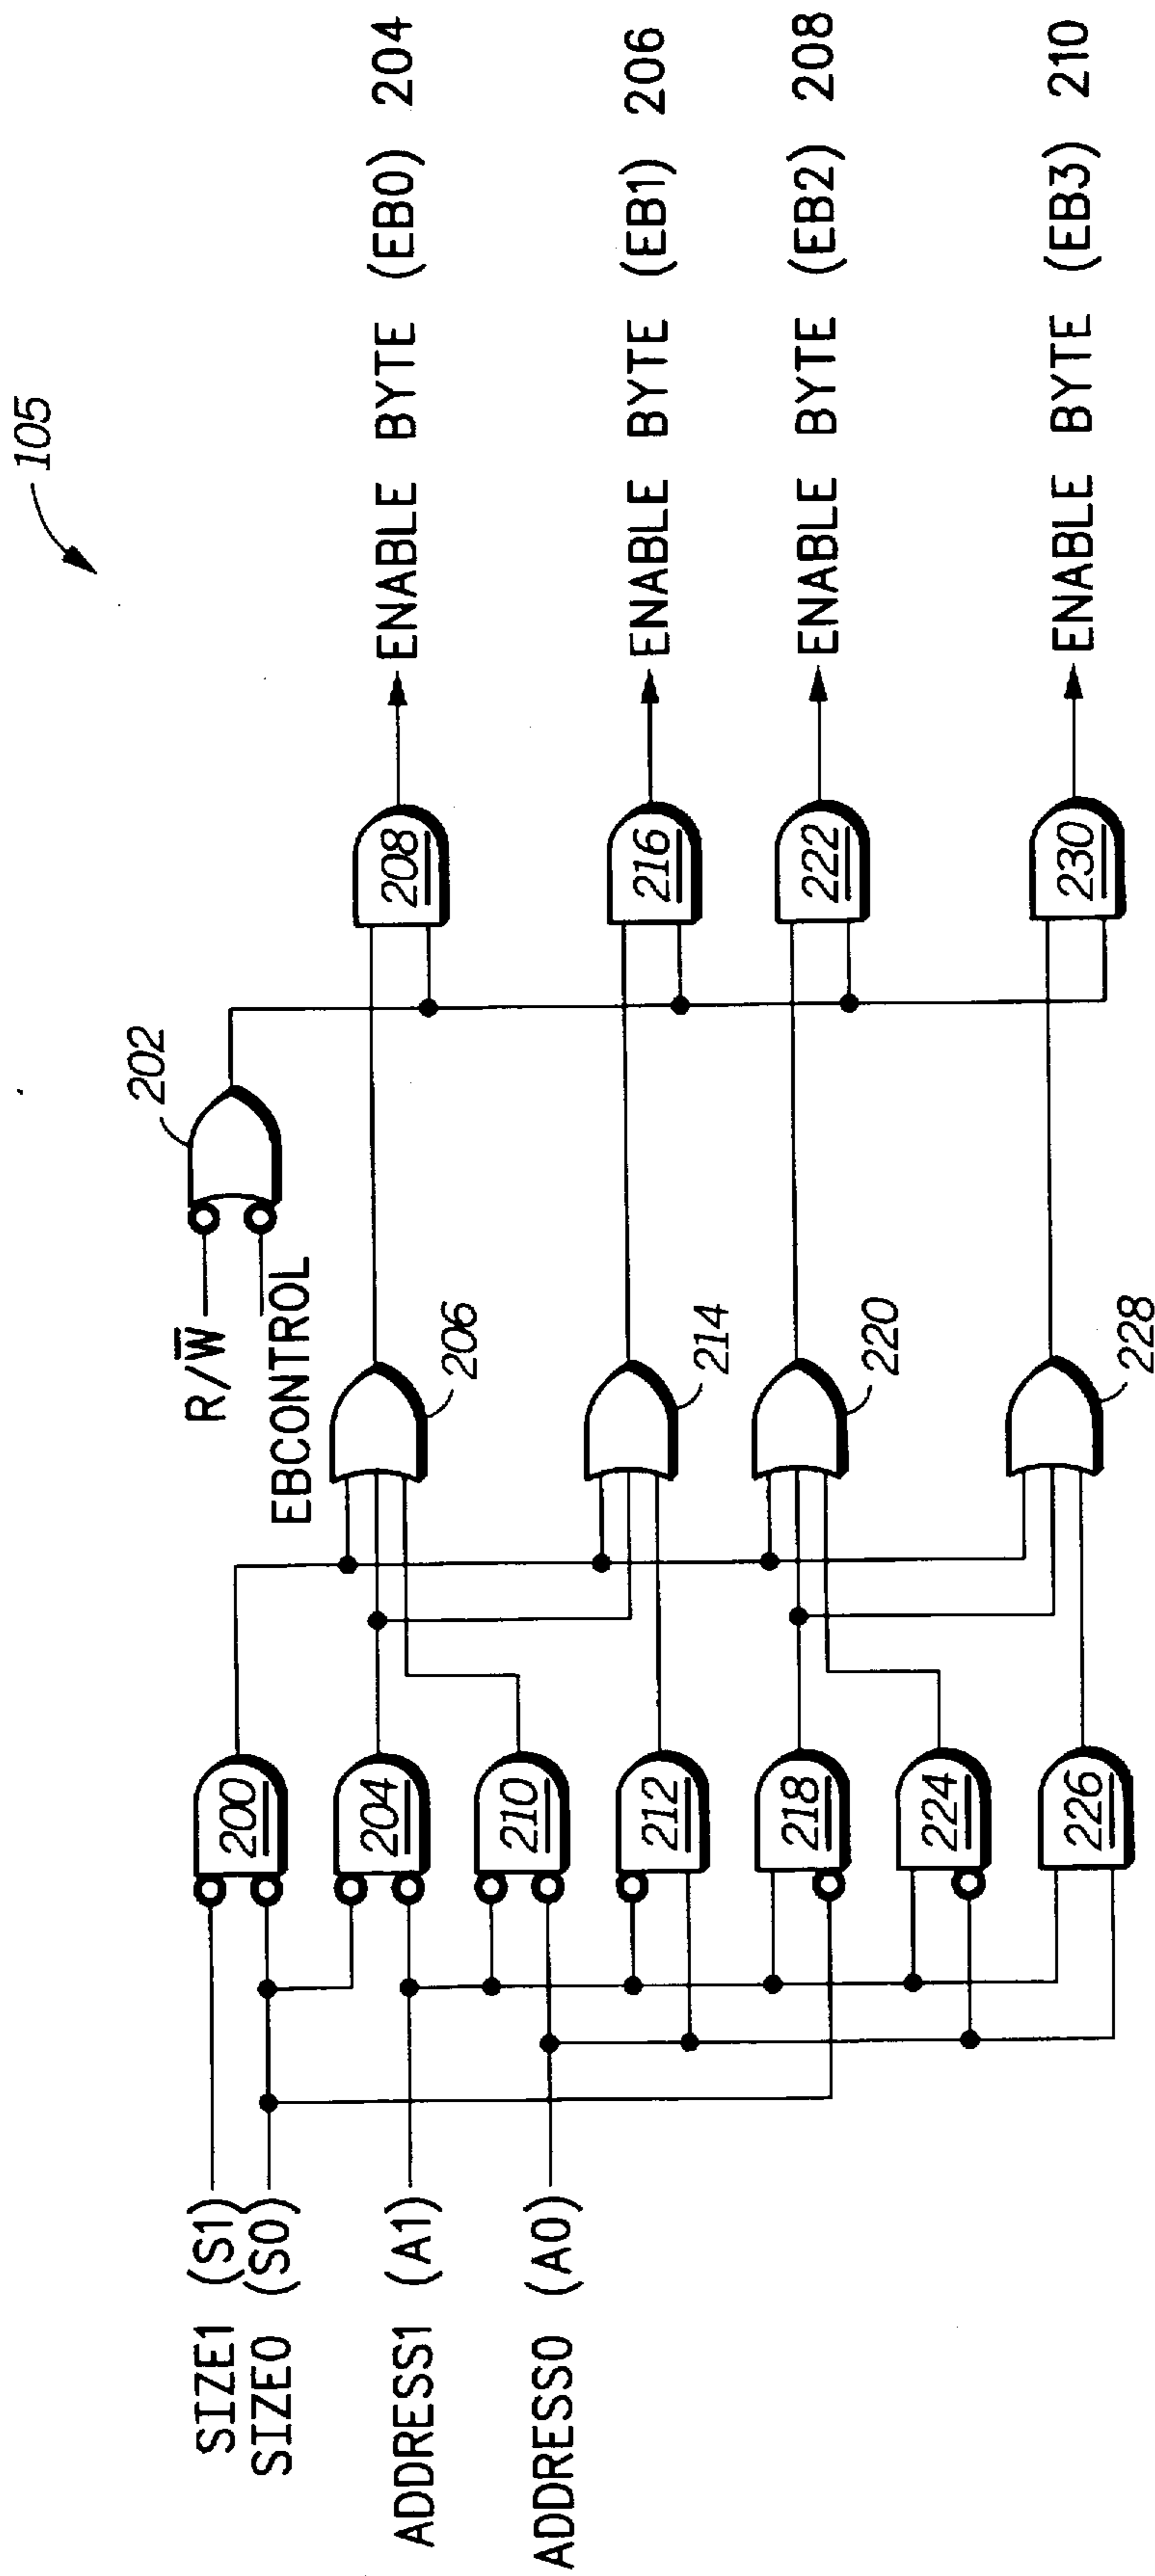 105
202
R/W̅
EBCONTROL
SIZE1 (S1)
SIZE0 (S0)
ADDRESS1 (A1)
ADDRESS0 (A0)
200
204
210
212
218
224
226
206
214
220
228
208
216
222
230
ENABLE BYTE (EB0) 204
ENABLE BYTE (EB1) 206
ENABLE BYTE (EB2) 208
ENABLE BYTE (EB3) 210